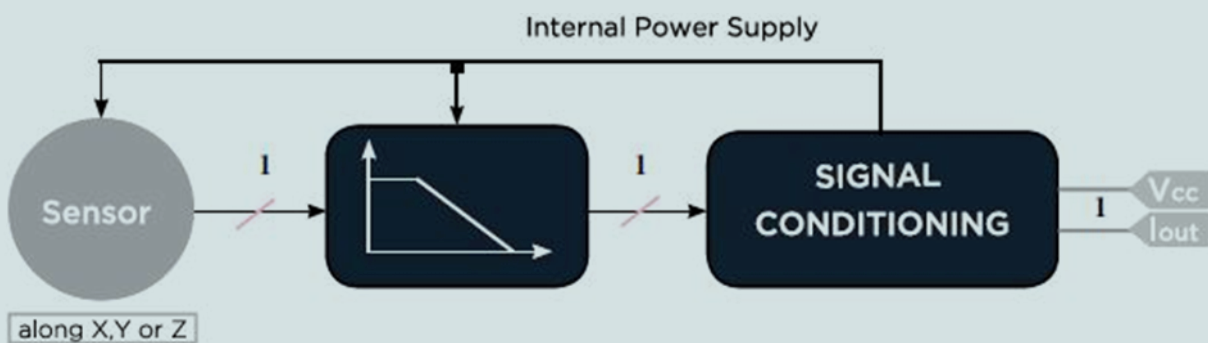 Internal Power Supply
Sensor
1
1
SIGNAL
CONDITIONING
1
Vcc
Iout
along X,Y or Z